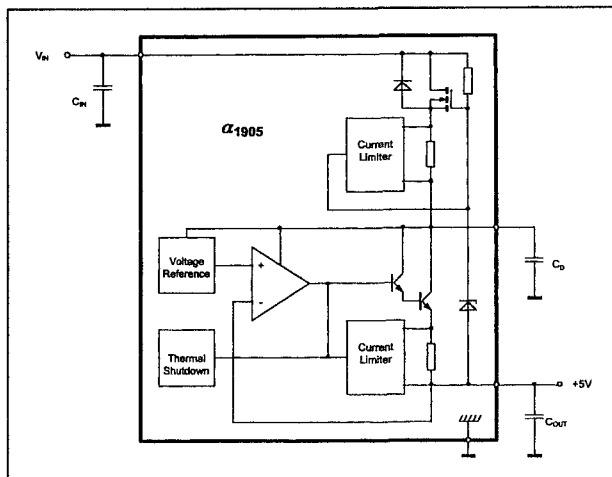 V_IN
C_IN
α1905
Current
Limiter
Voltage
Reference
+
-
C_D
Thermal
Shutdown
Current
Limiter
+5V
C_OUT